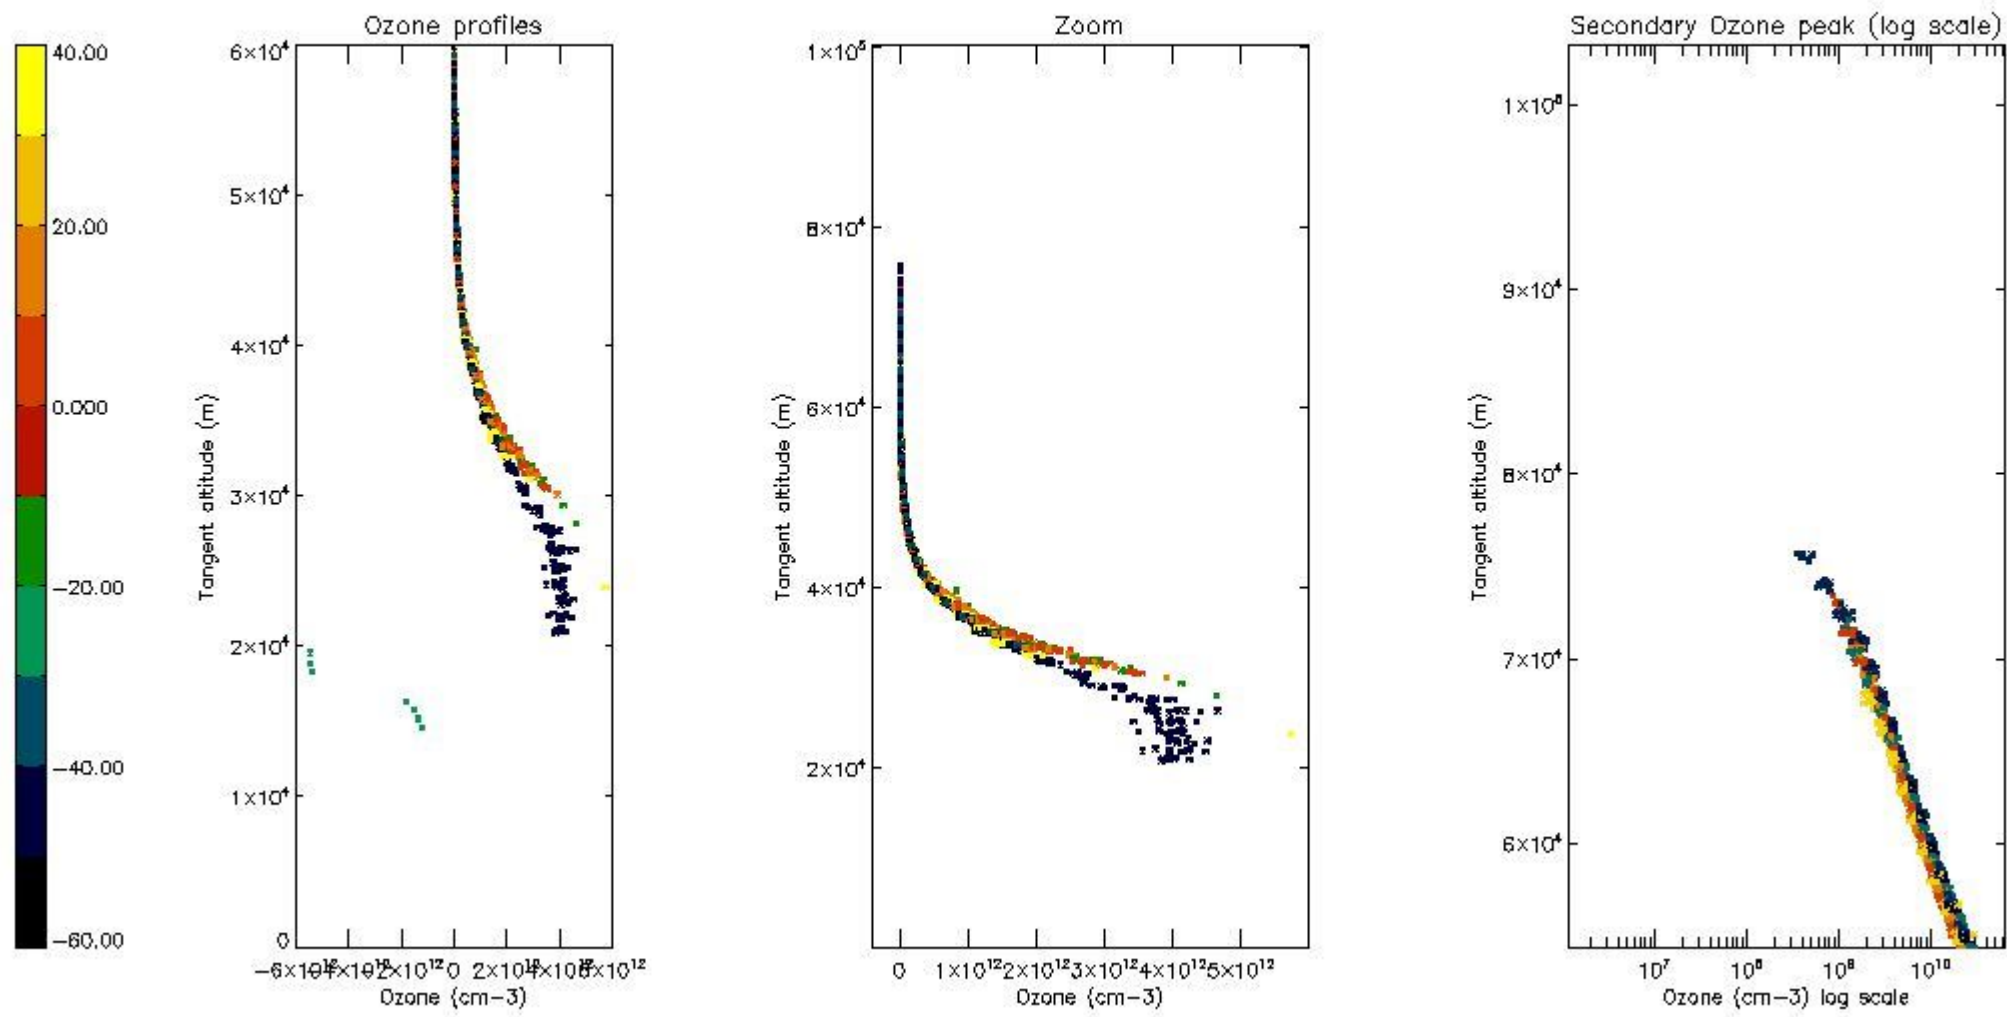 Ozone profiles
Zoom
Secondary Ozone peak (log scale)
40.00
20.00
0.000
−20.00
−40.00
−60.00
6×10⁴
5×10⁴
4×10⁴
3×10⁴
2×10⁴
1×10⁴
0
Tangent altitude (m)
0
Ozone (cm−3)
1×10⁵
8×10⁴
6×10⁴
4×10⁴
2×10⁴
Tangent altitude (m)
0 1×10¹² 2×10¹² 3×10¹² 4×10¹² 5×10¹²
Ozone (cm−3)
9×10⁴
8×10⁴
7×10⁴
6×10⁴
Tangent altitude (m)
10⁷ 10¹⁰
Ozone (cm−3) log scale